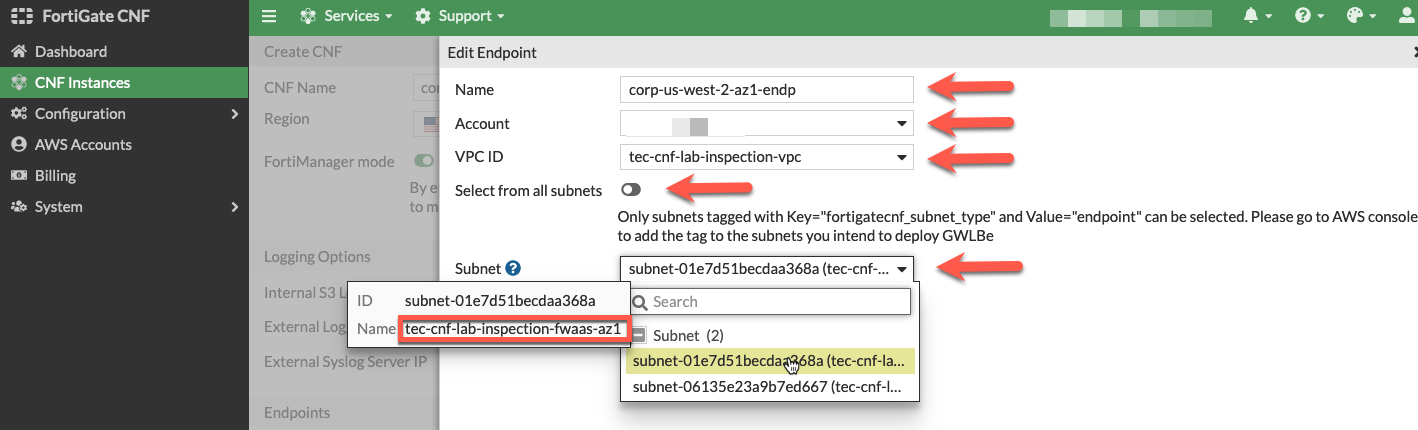 FortiGate CNF
Services
Support
Dashboard
CNF Instances
Configuration
AWS Accounts
Billing
System
Create CNF
CNF Name
co
Region
FortiManager mode
By e
to m
Logging Options
Internal S3 L
External Log
External Syslog Server IP
Endpoints
Edit Endpoint
Name
corp-us-west-2-az1-endp
Account
VPC ID
tec-cnf-lab-inspection-vpc
Select from all subnets
Only subnets tagged with Key="fortigatecnf_subnet_type" and Value="endpoint" can be selected. Please go to AWS console
to add the tag to the subnets you intend to deploy GWLBe
Subnet
subnet-01e7d51becdaa368a (tec-cnf-...
ID subnet-01e7d51becdaa368a
Name tec-cnf-lab-inspection-fwaas-az1
Search
Subnet (2)
subnet-01e7d51becdaa368a (tec-cnf-la...
subnet-06135e23a9b7ed667 (tec-cnf-l...